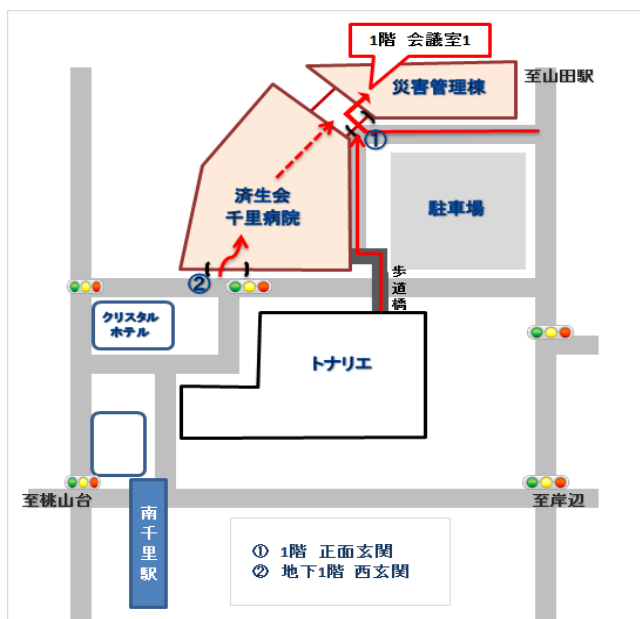 1階 会議室1
災害管理棟
至山田駅
①
済生会
千里病院
駐車場
②
歩
道
橋
クリスタル
ホテル
トナリエ
至桃山台
至岸辺
南
千
里
駅
① 1階 正面玄関
② 地下1階 西玄関